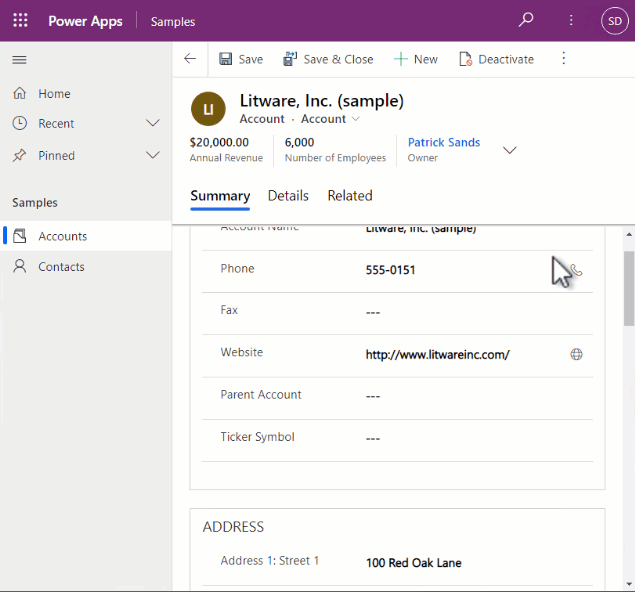 Power Apps Samples SD
Save Save & Close New Deactivate
Home
Recent
Pinned
Samples
Accounts
Contacts
LI
Litware, Inc. (sample)
Account · Account
$20,000.00 6,000 Patrick Sands
Annual Revenue Number of Employees Owner
Summary Details Related
Account Name Litware, Inc. (sample)
Phone 555-0151
Fax ---
Website http://www.litwareinc.com/
Parent Account ---
Ticker Symbol ---
ADDRESS
Address 1: Street 1 100 Red Oak Lane